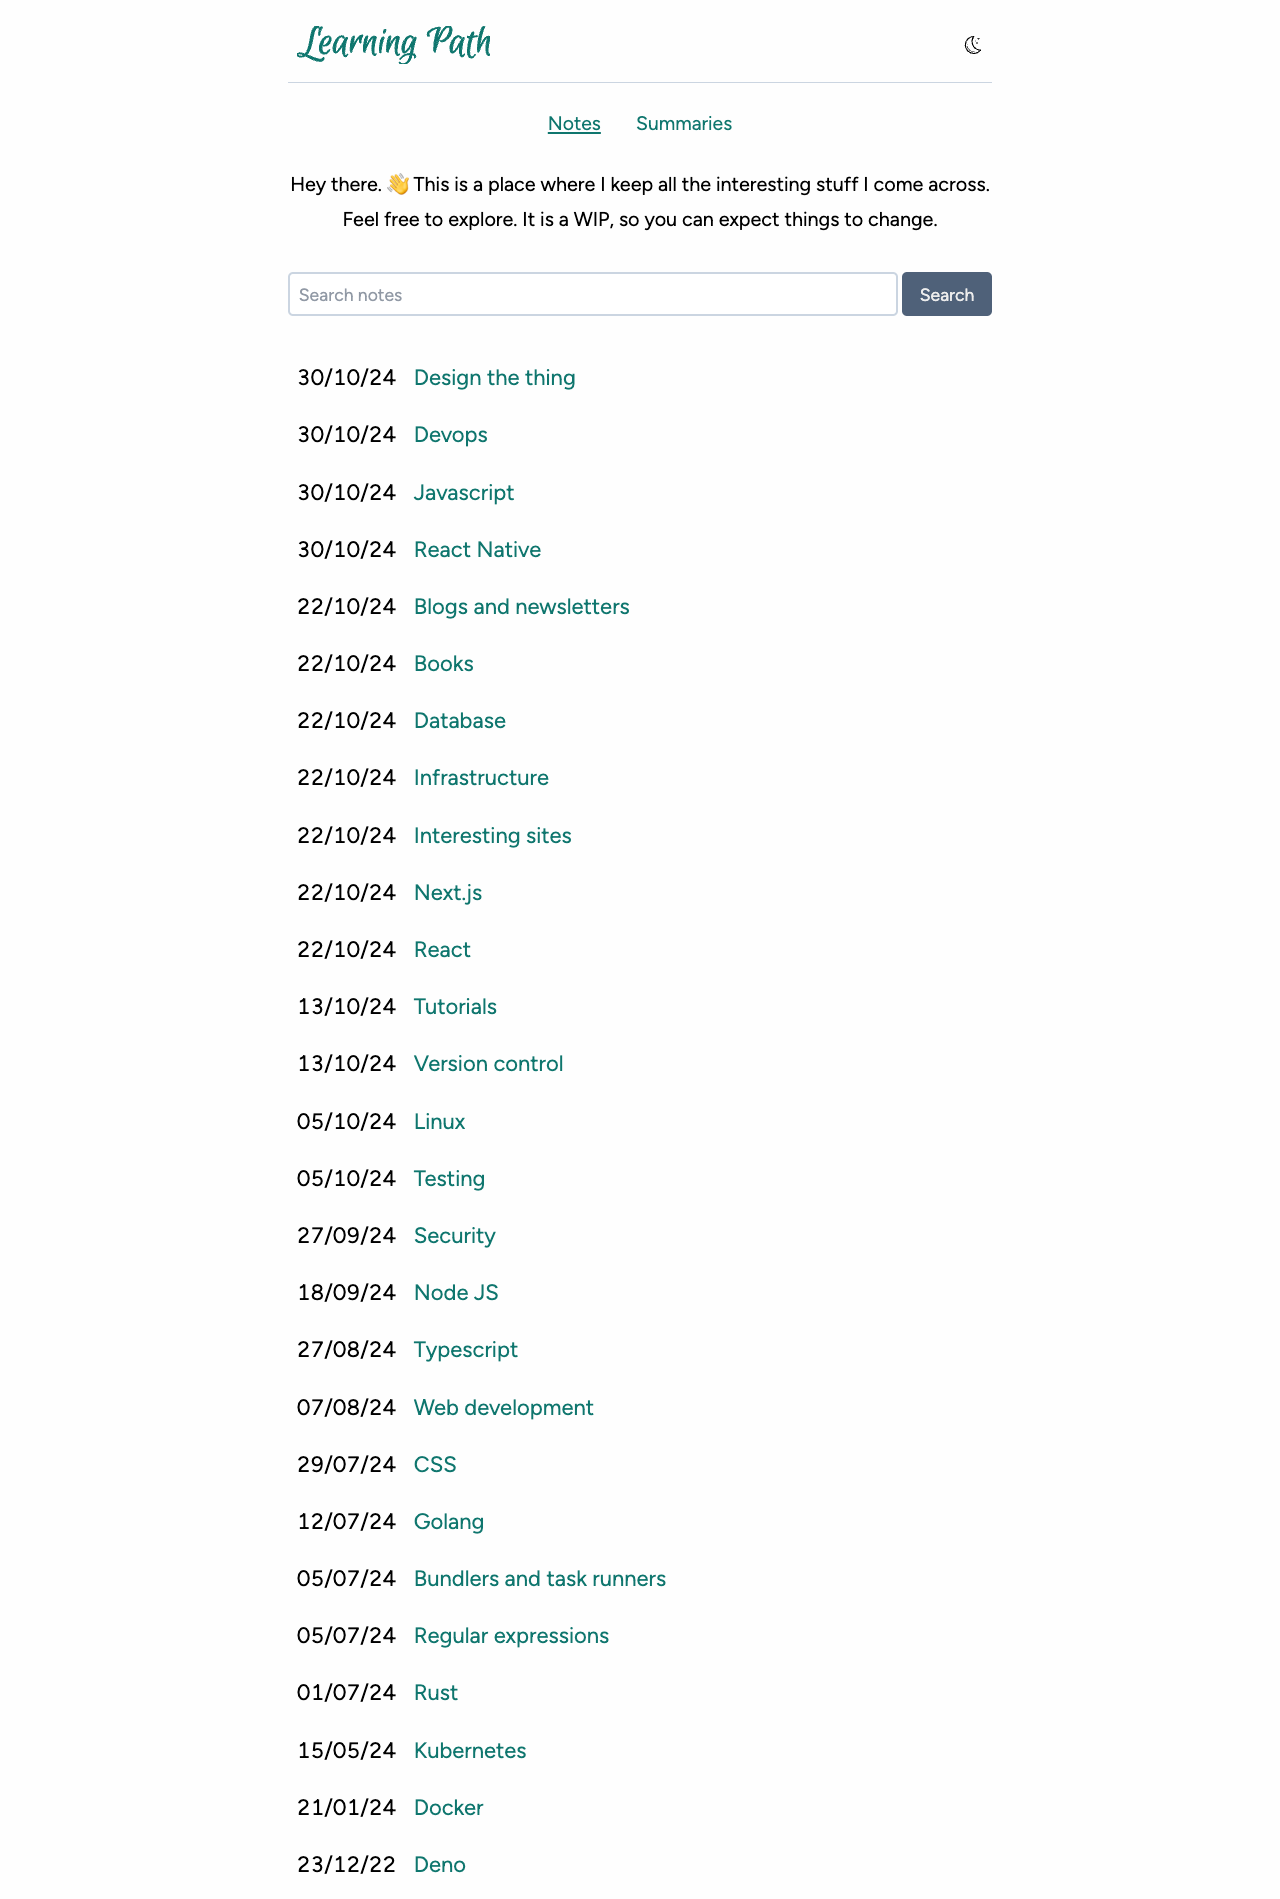 Learning Path
Notes Summaries
Hey there. 👋 This is a place where I keep all the interesting stuff I come across.
Feel free to explore. It is a WIP, so you can expect things to change.
Search notes Search
30/10/24 Design the thing
30/10/24 Devops
30/10/24 Javascript
30/10/24 React Native
22/10/24 Blogs and newsletters
22/10/24 Books
22/10/24 Database
22/10/24 Infrastructure
22/10/24 Interesting sites
22/10/24 Next.js
22/10/24 React
13/10/24 Tutorials
13/10/24 Version control
05/10/24 Linux
05/10/24 Testing
27/09/24 Security
18/09/24 Node JS
27/08/24 Typescript
07/08/24 Web development
29/07/24 CSS
12/07/24 Golang
05/07/24 Bundlers and task runners
05/07/24 Regular expressions
01/07/24 Rust
15/05/24 Kubernetes
21/01/24 Docker
23/12/22 Deno